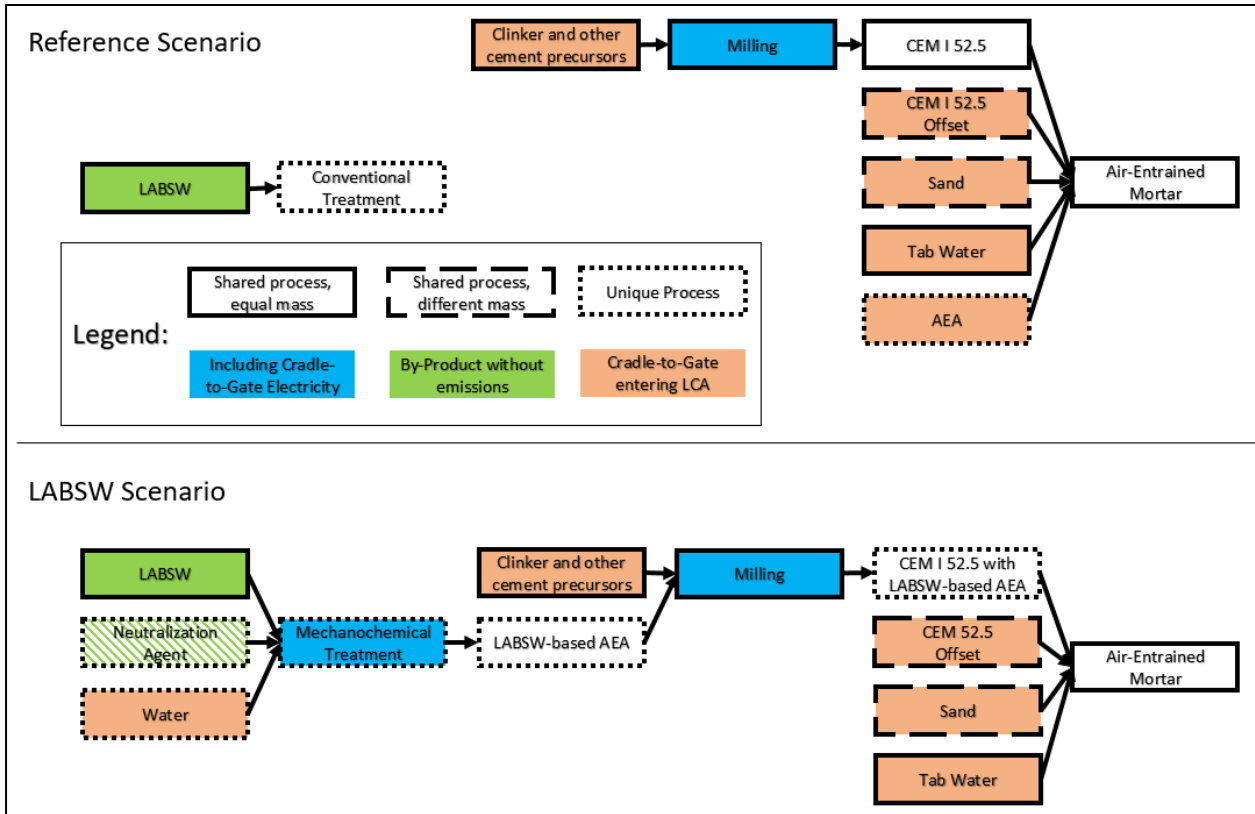 Reference Scenario
Clinker and other
cement precursors
Milling
CEM I 52.5
CEM I 52.5
Offset
Sand
Tab Water
AEA
Air-Entrained
Mortar
LABSW
Conventional
Treatment
Legend:
Shared process,
equal mass
Shared process,
different mass
Unique Process
Including Cradle-
to-Gate Electricity
By-Product without
emissions
Cradle-to-Gate
entering LCA
LABSW Scenario
LABSW
Neutralization
Agent
Water
Mechanochemical
Treatment
LABSW-based AEA
Clinker and other
cement precursors
Milling
CEM I 52.5 with
LABSW-based AEA
CEM 52.5
Offset
Sand
Tab Water
Air-Entrained
Mortar